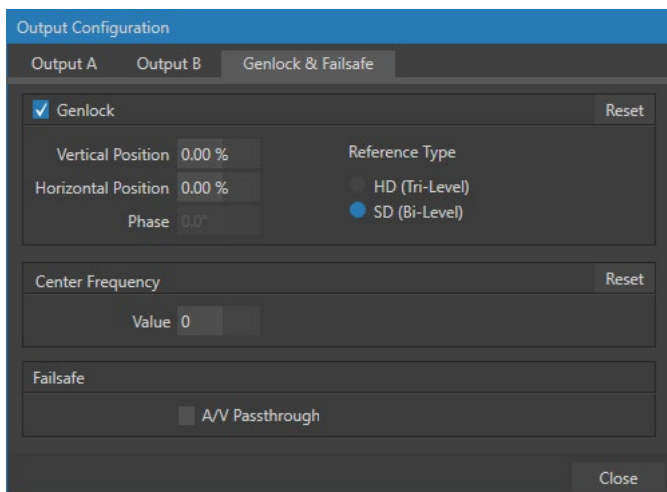 Output Configuration
Output A Output B Genlock & Failsafe
Genlock Reset
Vertical Position 0.00 % Reference Type
Horizontal Position 0.00 % HD (Tri-Level)
Phase 0.0° SD (Bi-Level)
Center Frequency Reset
Value 0
Failsafe
A/V Passthrough
Close